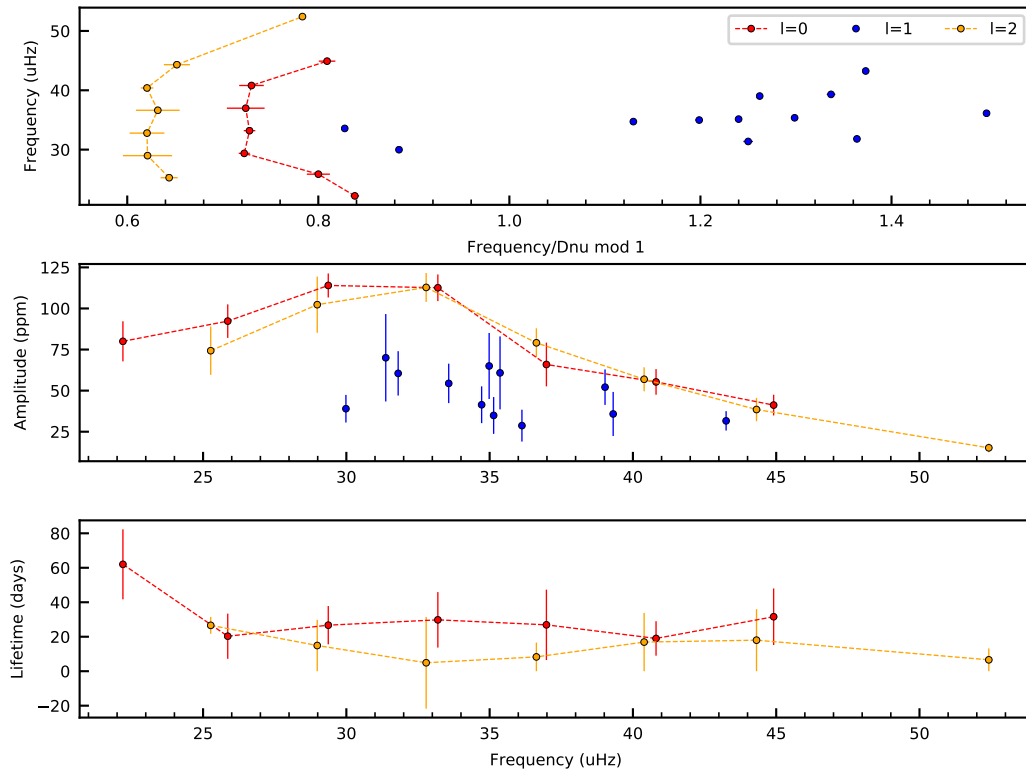 l=0 l=1 l=2
Frequency (uHz)
50
40
30
0.6 0.8 1.0 1.2 1.4
Frequency/Dnu mod 1
Amplitude (ppm)
125
100
75
50
25
25 30 35 40 45 50
Lifetime (days)
80
60
40
20
0
−20
25 30 35 40 45 50
Frequency (uHz)